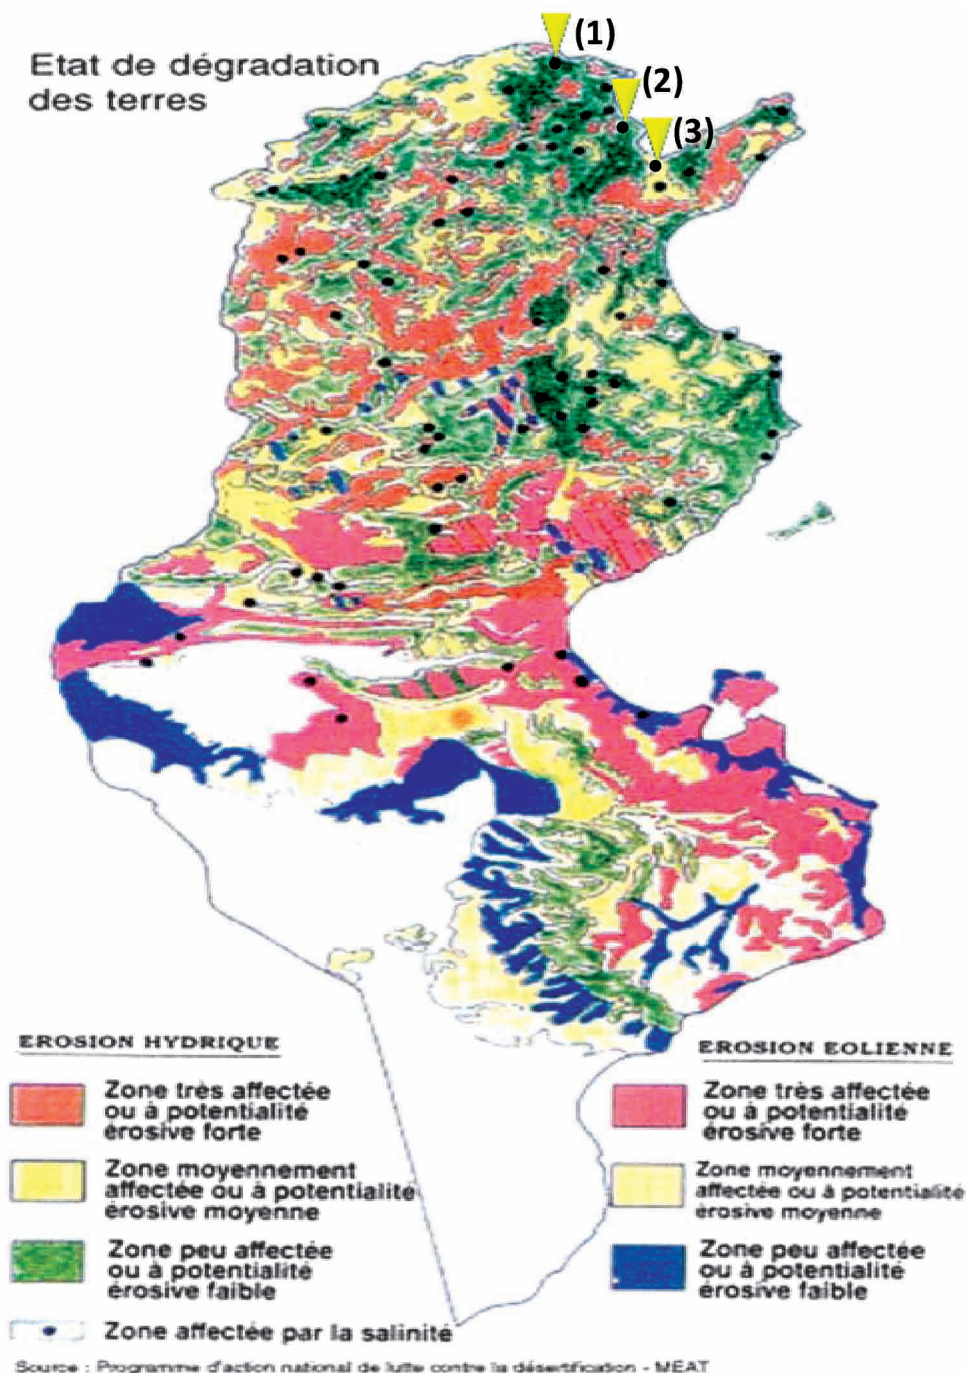 Etat de dégradation
des terres
(1)
(2)
(3)
EROSION HYDRIQUE
Zone très affectée
ou à potentialité
érosive forte
Zone moyennement
affectée ou à potentialité
érosive moyenne
Zone peu affectée
ou à potentialité
érosive faible
Zone affectée par la salinité
EROSION EOLIENNE
Zone très affectée
ou à potentialité
érosive forte
Zone moyennement
affectée ou à potentialité
érosive moyenne
Zone peu affectée
ou à potentialité
érosive faible
Source : Programme d'action national de lutte contre la désertification - MEAT